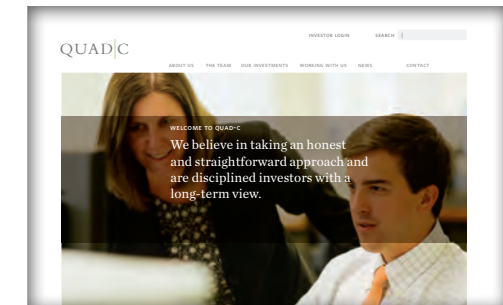 INVESTOR LOGIN SEARCH
QUAD|C
ABOUT US THE TEAM OUR INVESTMENTS WORKING WITH US NEWS CONTACT
WELCOME TO QUAD-C
We believe in taking an honest
and straightforward approach and
are disciplined investors with a
long-term view.